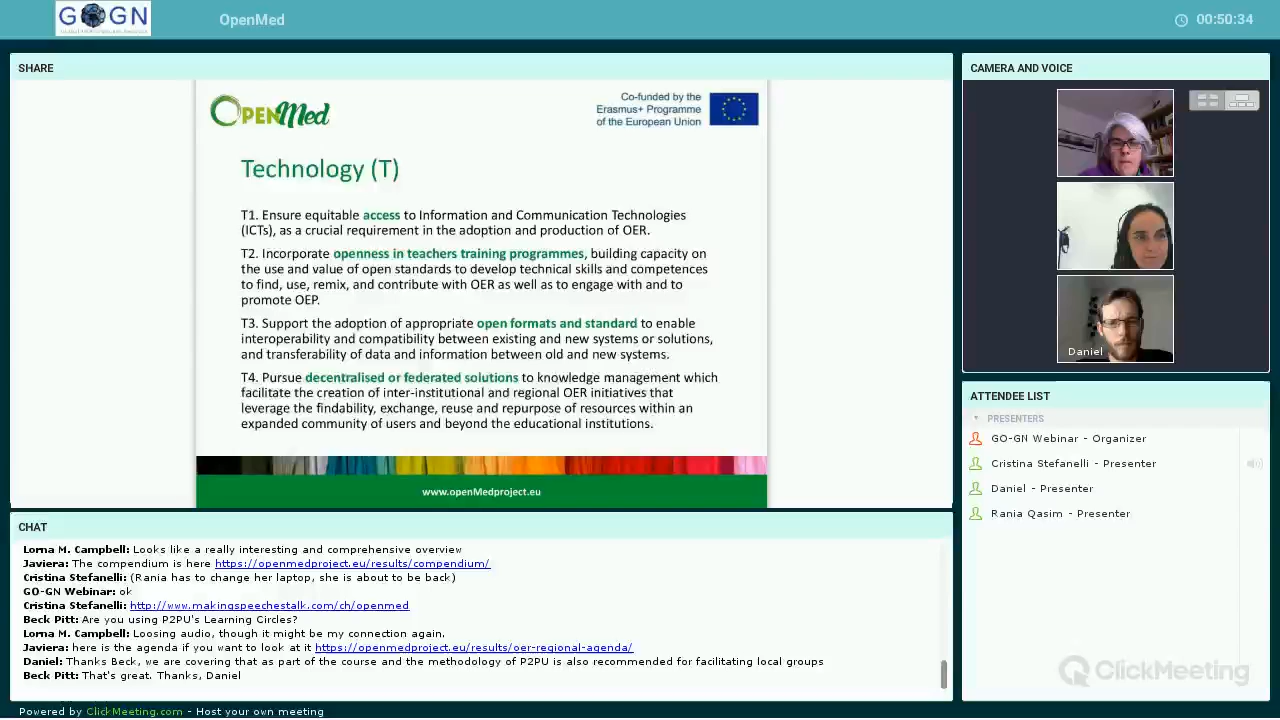 GOGN
OpenMed
00:50:34
SHARE
OPENMed
Co-funded by the
Erasmus+ Programme
of the European Union
Technology (T)
T1. Ensure equitable access to Information and Communication Technologies
(ICTs), as a crucial requirement in the adoption and production of OER.
T2. Incorporate openness in teachers training programmes, building capacity on
the use and value of open standards to develop technical skills and competences
to find, use, remix, and contribute with OER as well as to engage with and to
promote OEP.
T3. Support the adoption of appropriate open formats and standard to enable
interoperability and compatibility between existing and new systems or solutions,
and transferability of data and information between old and new systems.
T4. Pursue decentralised or federated solutions to knowledge management which
facilitate the creation of inter-institutional and regional OER initiatives that
leverage the findability, exchange, reuse and repurpose of resources within an
expanded community of users and beyond the educational institutions.
www.openMedproject.eu
CAMERA AND VOICE
Daniel
ATTENDEE LIST
PRESENTERS
GO-GN Webinar - Organizer
Cristina Stefanelli - Presenter
Daniel - Presenter
Rania Qasim - Presenter
CHAT
Lorna M. Campbell: Looks like a really interesting and comprehensive overview
Javiera: The compendium is here https://openmedproject.eu/results/compendium/
Cristina Stefanelli: (Rania has to change her laptop, she is about to be back)
GO-GN Webinar: ok
Cristina Stefanelli: http://www.makingspeechestalk.com/ch/openmed
Beck Pitt: Are you using P2PU's Learning Circles?
Lorna M. Campbell: Loosing audio, though it might be my connection again.
Javiera: here is the agenda if you want to look at it https://openmedproject.eu/results/oer-regional-agenda/
Daniel: Thanks Beck, we are covering that as part of the course and the methodology of P2PU is also recommended for facilitating local groups
Beck Pitt: That's great. Thanks, Daniel
ClickMeeting
Powered by ClickMeeting.com - Host your own meeting